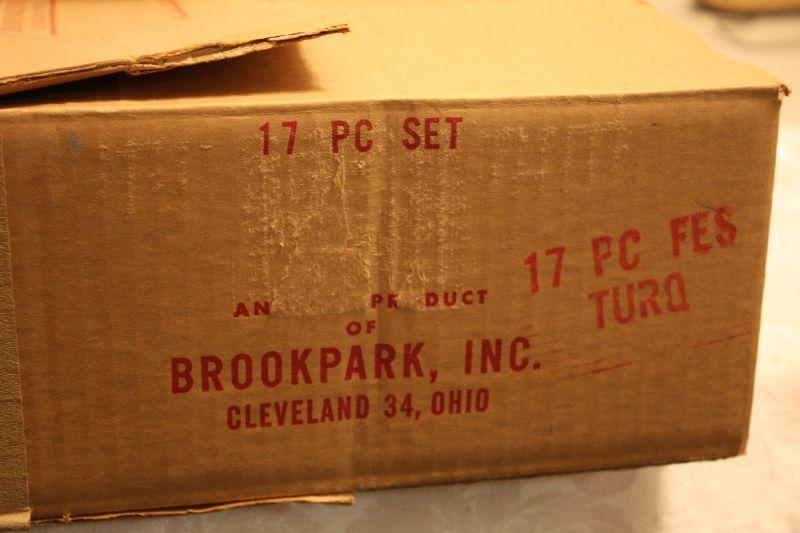 17 PC SET
AN PR DUCT
OF
BROOKPARK, INC.
CLEVELAND 34, OHIO
17 PC FES
TURQ